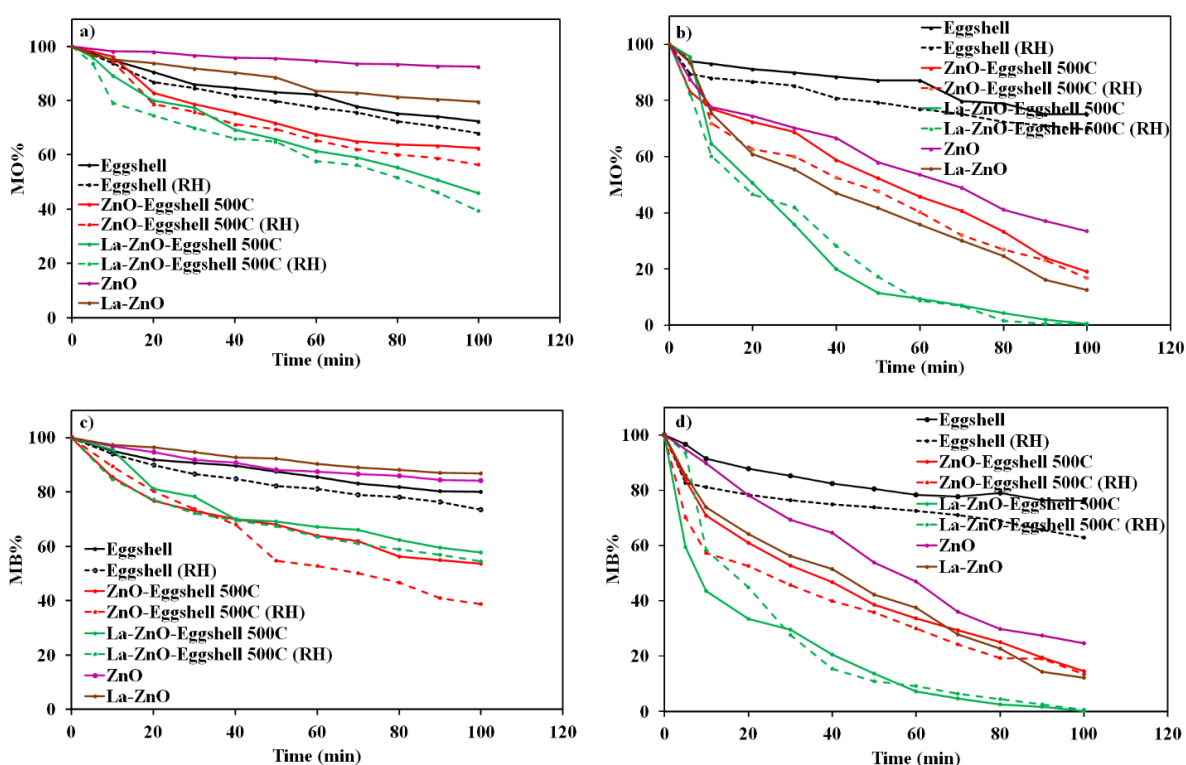 a)
MO%
100
80
60
40
20
0
Eggshell
Eggshell (RH)
ZnO-Eggshell 500C
ZnO-Eggshell 500C (RH)
La-ZnO-Eggshell 500C
La-ZnO-Eggshell 500C (RH)
ZnO
La-ZnO
0 20 40 60 80 100 120
Time (min)
b)
MO%
100
80
60
40
20
0
Eggshell
Eggshell (RH)
ZnO-Eggshell 500C
ZnO-Eggshell 500C (RH)
La-ZnO-Eggshell 500C
La-ZnO-Eggshell 500C (RH)
ZnO
La-ZnO
0 20 40 60 80 100 120
Time (min)
c)
MB%
100
80
60
40
20
0
Eggshell
Eggshell (RH)
ZnO-Eggshell 500C
ZnO-Eggshell 500C (RH)
La-ZnO-Eggshell 500C
La-ZnO-Eggshell 500C (RH)
ZnO
La-ZnO
0 20 40 60 80 100 120
Time (min)
d)
MB%
100
80
60
40
20
0
Eggshell
Eggshell (RH)
ZnO-Eggshell 500C
ZnO-Eggshell 500C (RH)
La-ZnO-Eggshell 500C
La-ZnO-Eggshell 500C (RH)
ZnO
La-ZnO
0 20 40 60 80 100 120
Time (min)